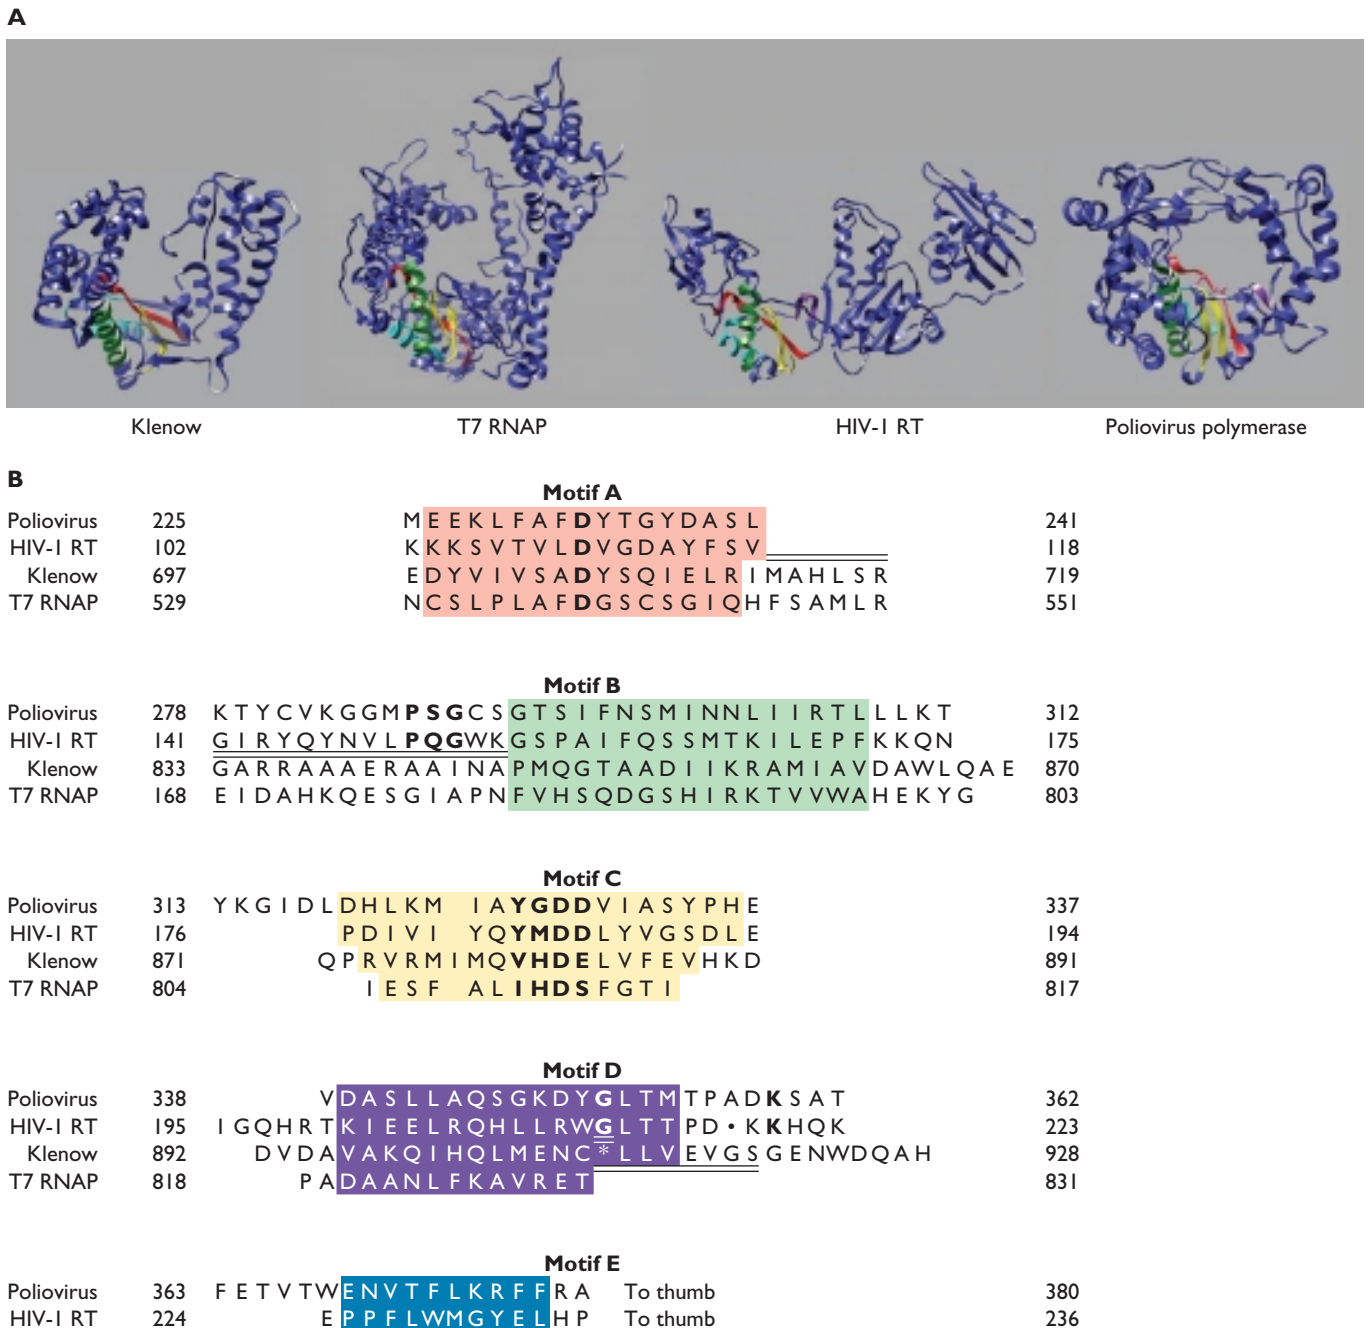 A
Klenow T7 RNAP HIV-1 RT Poliovirus polymerase
B
Motif A
Poliovirus 225 M E E K L F A F D Y T G Y D A S L 241
HIV-1 RT 102 K K K S V T V L D V G D A Y F S V 118
Klenow 697 E D Y V I V S A D Y S Q I E L R I M A H L S R 719
T7 RNAP 529 N C S L P L A F D G S C S G I Q H F S A M L R 551
Motif B
Poliovirus 278 K T Y C V K G G M P S G C S G T S I F N S M I N N L I I R T L L L K T 312
HIV-1 RT 141 G I R Y Q Y N V L P Q G W K G S P A I F Q S S M T K I L E P F K K Q N 175
Klenow 833 G A R R A A A E R A A I N A P M Q G T A A D I I K R A M I A V D A W L Q A E 870
T7 RNAP 168 E I D A H K Q E S G I A P N F V H S Q D G S H I R K T V V W A H E K Y G 803
Motif C
Poliovirus 313 Y K G I D L D H L K M I A Y G D D V I A S Y P H E 337
HIV-1 RT 176 P D I V I Y Q Y M D D L Y V G S D L E 194
Klenow 871 Q P R V R M I M Q V H D E L V F E V H K D 891
T7 RNAP 804 I E S F A L I H D S F G T I 817
Motif D
Poliovirus 338 V D A S L L A Q S G K D Y G L T M T P A D K S A T 362
HIV-1 RT 195 I G Q H R T K I E E L R Q H L L R W G L T T P D • K K H Q K 223
Klenow 892 D V D A V A K Q I H Q L M E N C * L L V E V G S G E N W D Q A H 928
T7 RNAP 818 P A D A A N L F K A V R E T 831
Motif E
Poliovirus 363 F E T V T W E N V T F L K R F F R A To thumb 380
HIV-1 RT 224 E P P F L W M G Y E L H P To thumb 236